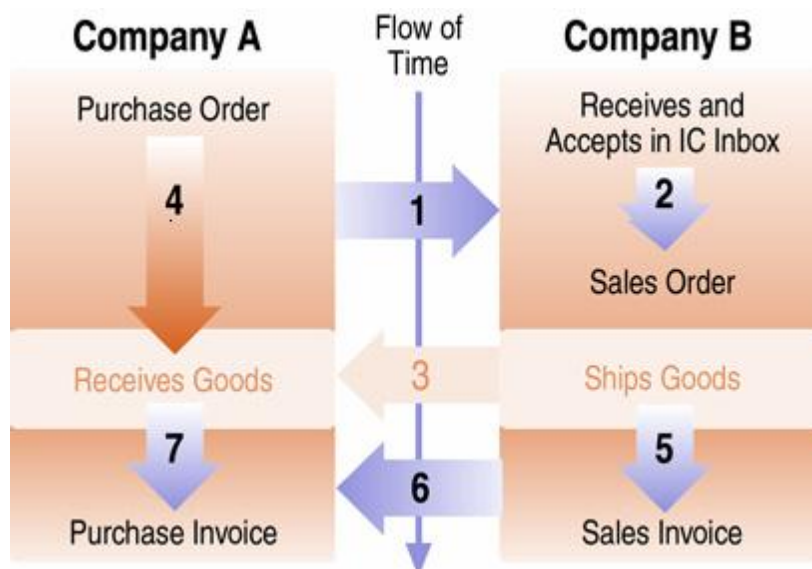 Company A
Flow of
Time
Company B
Purchase Order
Receives and
Accepts in IC Inbox
4
1
2
Sales Order
Receives Goods
3
Ships Goods
7
6
5
Purchase Invoice
Sales Invoice